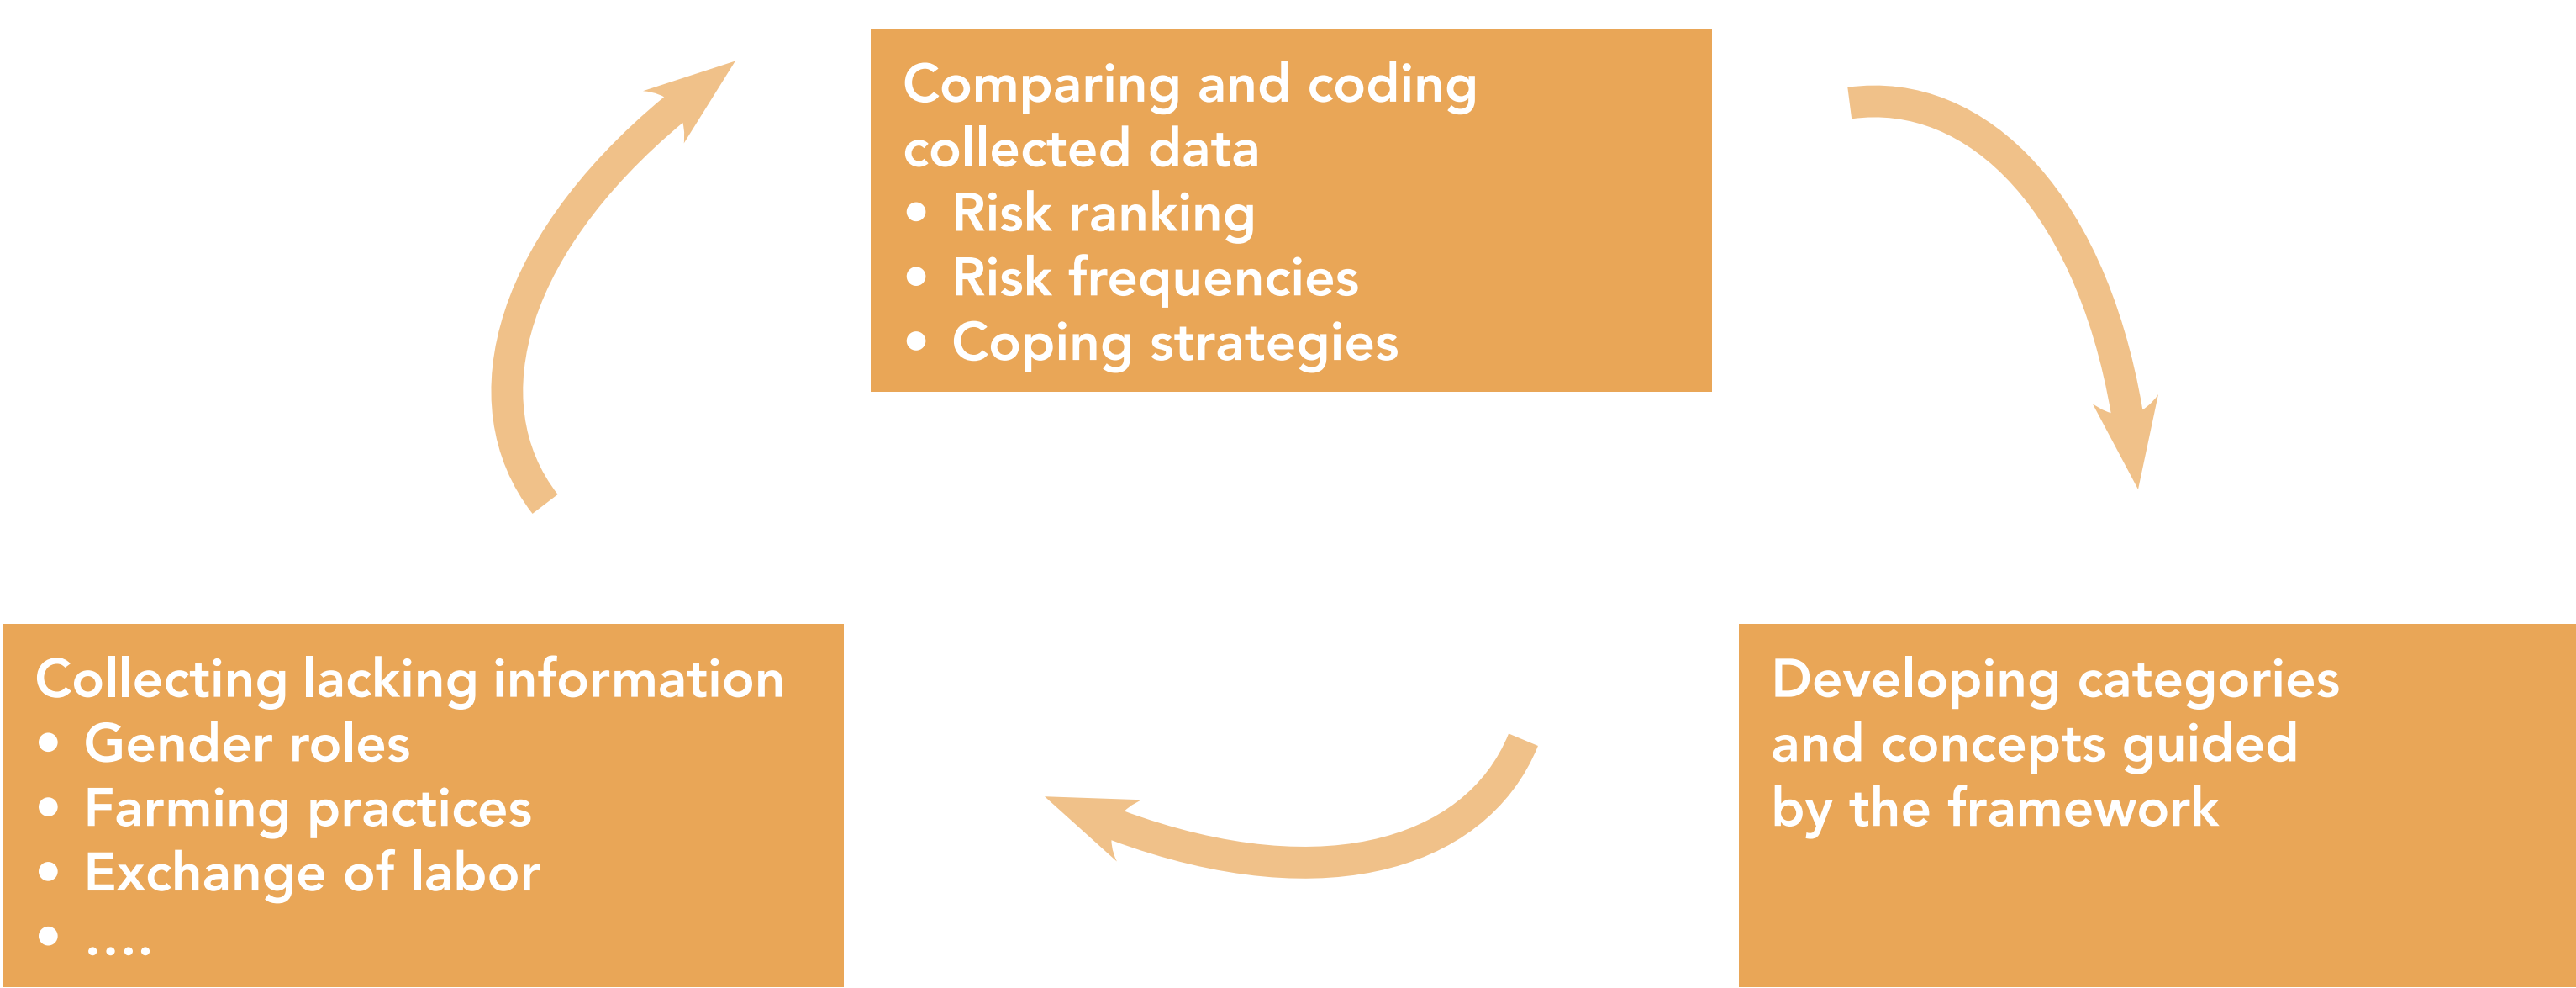 Comparing and coding
collected data
• Risk ranking
• Risk frequencies
• Coping strategies
Collecting lacking information
• Gender roles
• Farming practices
• Exchange of labor
• ....
Developing categories
and concepts guided
by the framework